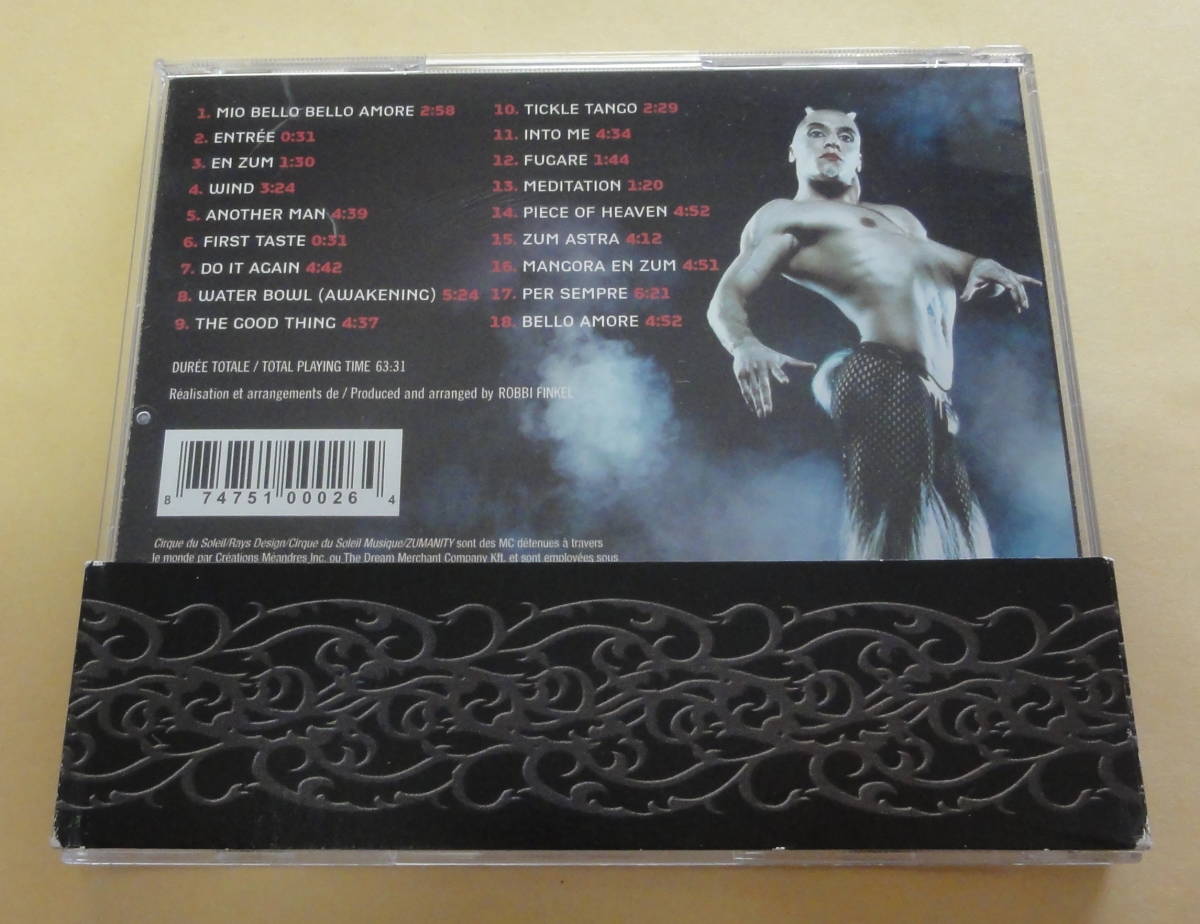 1. MIO BELLO BELLO AMORE 2:58
2. ENTRÉE 0:31
3. EN ZUM 1:30
4. WIND 3:24
5. ANOTHER MAN 4:39
6. FIRST TASTE 0:31
7. DO IT AGAIN 4:42
8. WATER BOWL (AWAKENING) 5:24
9. THE GOOD THING 4:37
10. TICKLE TANGO 2:29
11. INTO ME 4:34
12. FUGARE 1:44
13. MEDITATION 1:20
14. PIECE OF HEAVEN 4:52
15. ZUM ASTRA 4:12
16. MANGORA EN ZUM 4:51
17. PER SEMPRE 6:21
18. BELLO AMORE 4:52
DURÉE TOTALE / TOTAL PLAYING TIME 63:31
Réalisation et arrangements de / Produced and arranged by ROBBI FINKEL
8 74751 00026 4
Cirque du Soleil/Rays Design/Cirque du Soleil Musique/ZUMANITY sont des MC détenues à travers
le monde par Créations Méandres Inc. ou The Dream Merchant Company Kft. et sont employées sous